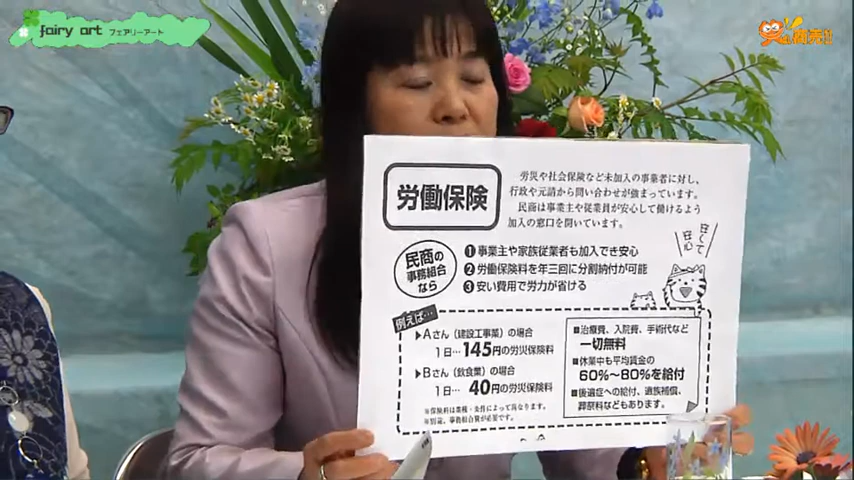 fairy art フェアリーアート
商売!!
労働保険
労災や社会保険など未加入の事業者に対し、
行政や元請から問い合わせが強まっています。
民商は事業主や従業員が安心して働けるよう
加入の窓口を開いています。
民商の
事務組合
なら
❶事業主や家族従業者も加入でき安心
❷労働保険料を年三回に分割納付が可能
❸安い費用で労力が省ける
安くて
安心
例えば…
▶Aさん（建設工事業）の場合
1日…145円の労災保険料
▶Bさん（飲食業）の場合
1日…40円の労災保険料
※保険料は業種・条件によって異なります。
※別途、事務組合費が必要です。
■治療費、入院費、手術代など
一切無料
■休業中も平均賃金の
60%〜80%を給付
■後遺症への給付、遺族補償、
葬祭料などもあります。